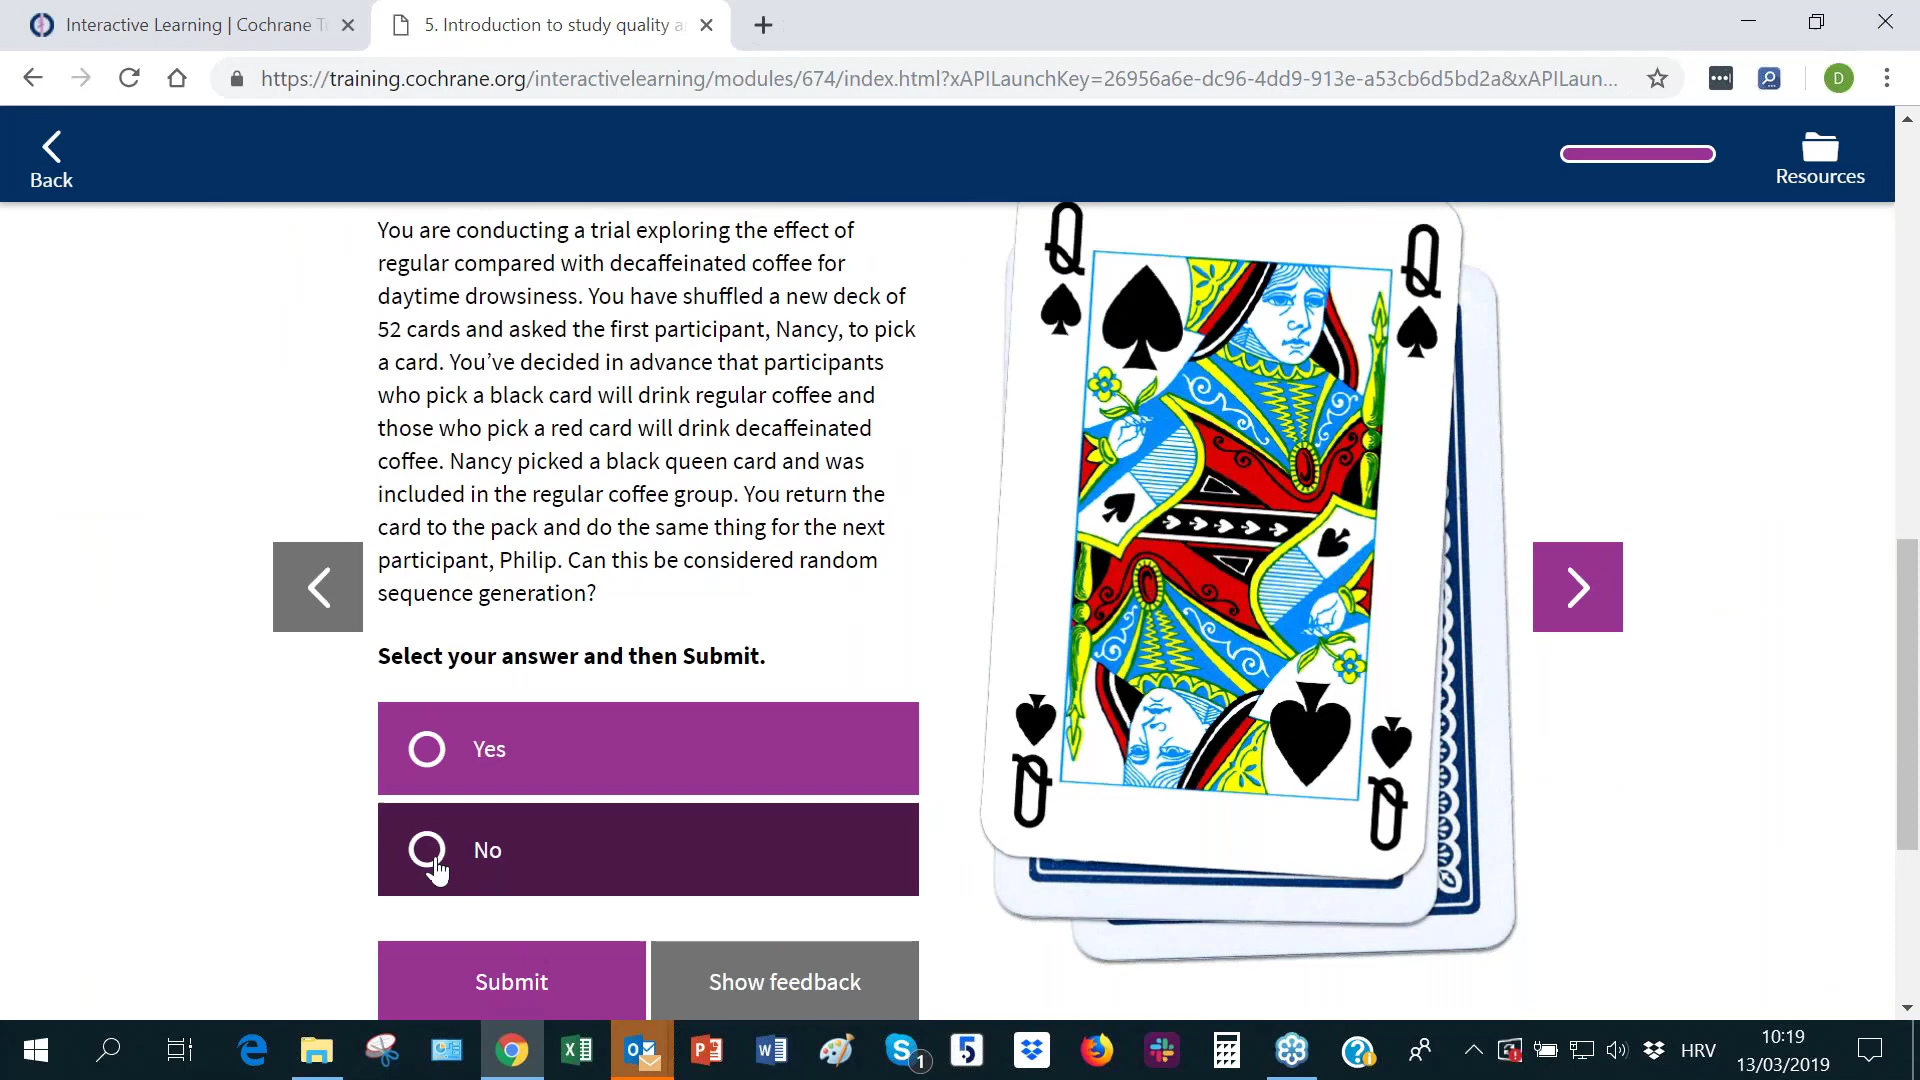 Interactive Learning | Cochrane T
5. Introduction to study quality a
https://training.cochrane.org/interactivelearning/modules/674/index.html?xAPILaunchKey=26956a6e-dc96-4dd9-913e-a53cb6d5bd2a&xAPILaun...
D
Back
Resources
You are conducting a trial exploring the effect of
regular compared with decaffeinated coffee for
daytime drowsiness. You have shuffled a new deck of
52 cards and asked the first participant, Nancy, to pick
a card. You’ve decided in advance that participants
who pick a black card will drink regular coffee and
those who pick a red card will drink decaffeinated
coffee. Nancy picked a black queen card and was
included in the regular coffee group. You return the
card to the pack and do the same thing for the next
participant, Philip. Can this be considered random
sequence generation?
Select your answer and then Submit.
Yes
No
Submit
Show feedback
Q
Q
Q
Q
1
5
HRV
10:19
13/03/2019